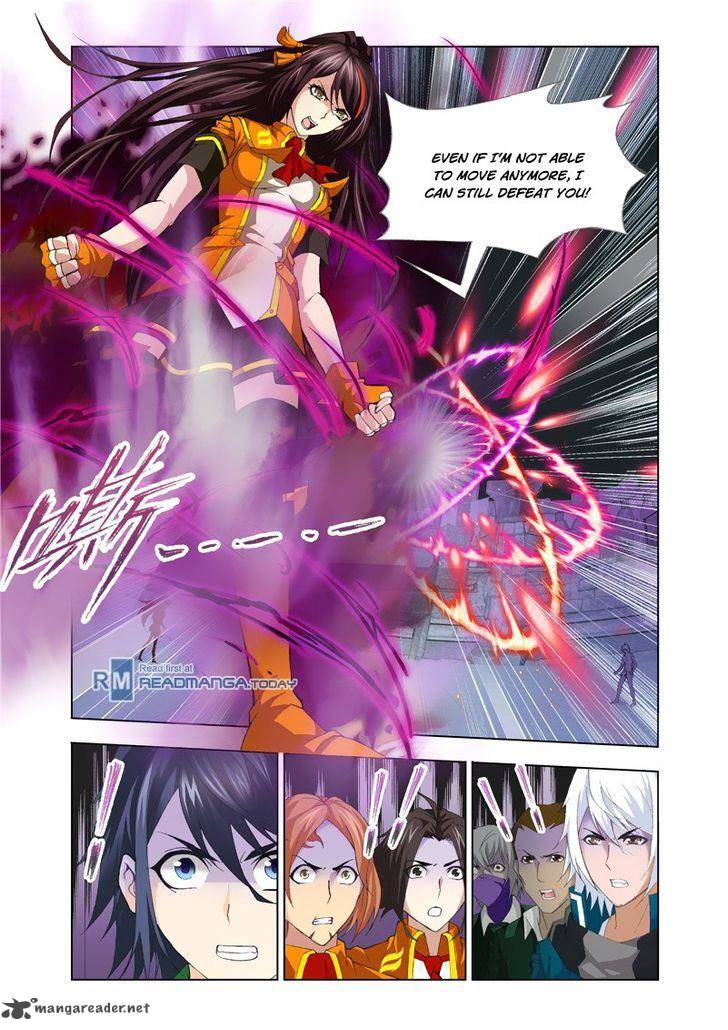 EVEN IF I'M NOT ABLE
TO MOVE ANYMORE, I
CAN STILL DEFEAT YOU!
嘶
RM
Read first at
READMANGA.TODAY
!!
!!
!!
mangareader.net